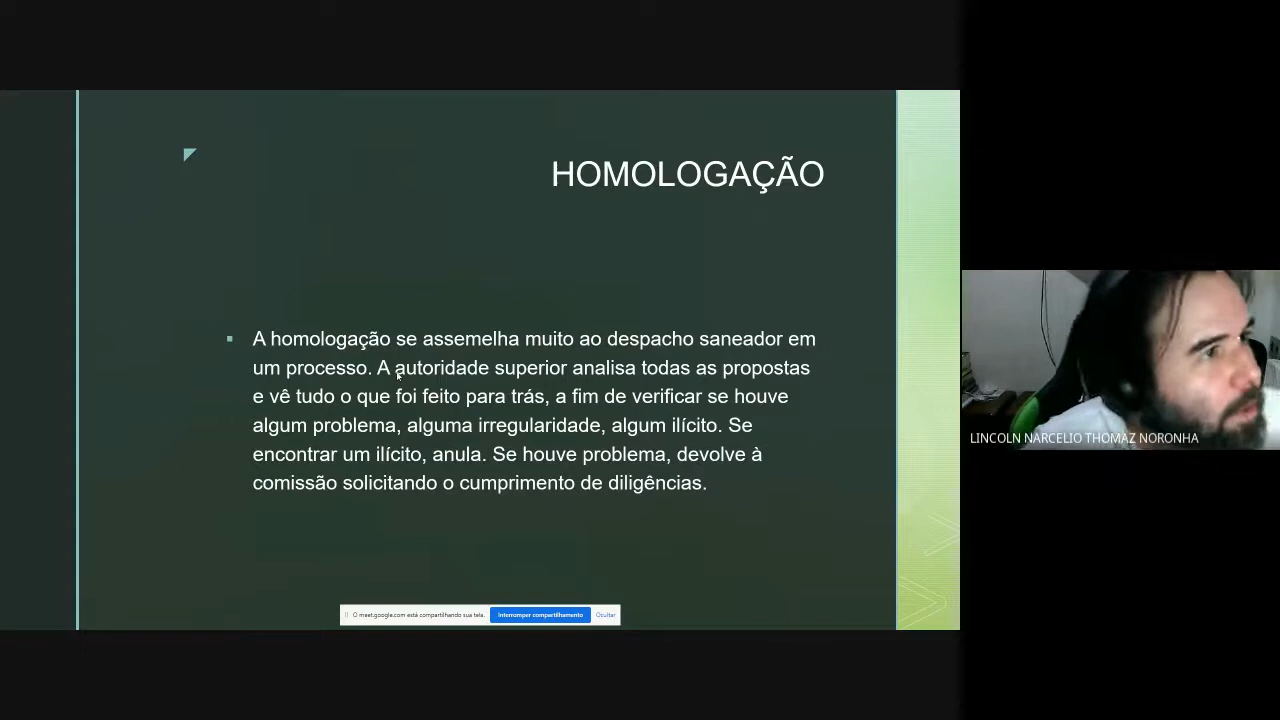 HOMOLOGAÇÃO
A homologação se assemelha muito ao despacho saneador em
um processo. A autoridade superior analisa todas as propostas
e vê tudo o que foi feito para trás, a fim de verificar se houve
algum problema, alguma irregularidade, algum ilícito. Se
encontrar um ilícito, anula. Se houve problema, devolve à
comissão solicitando o cumprimento de diligências.
O meet.google.com está compartilhando sua tela. Interromper compartilhamento Ocultar
LINCOLN NARCELIO THOMAZ NORONHA